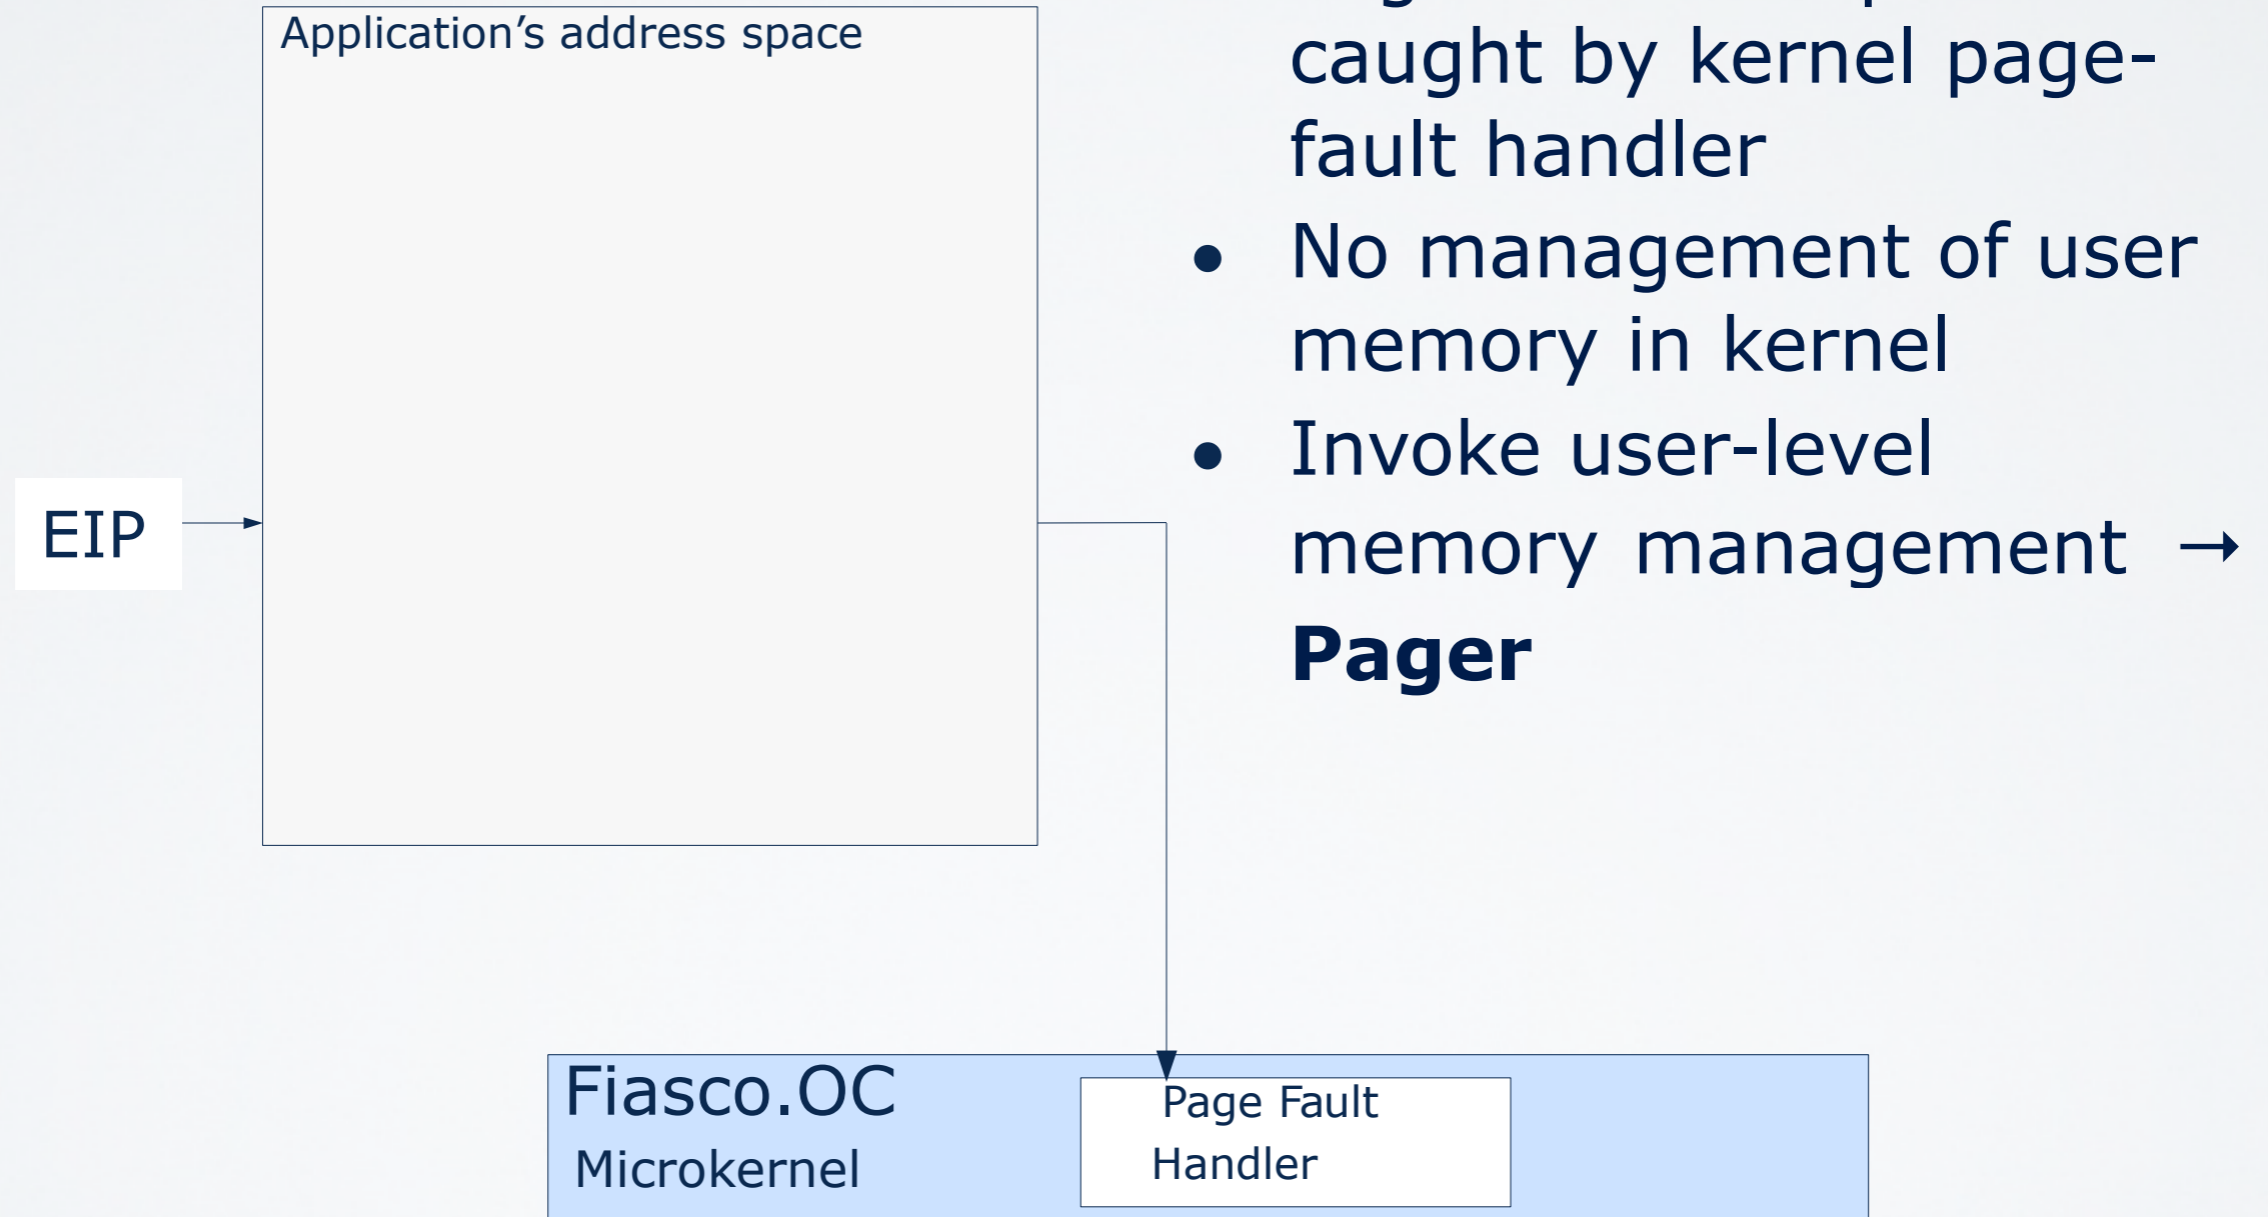 Application’s address space
caught by kernel page-
fault handler
● No management of user
memory in kernel
● Invoke user-level
memory management →
Pager
EIP
Fiasco.OC
Microkernel
Page Fault
Handler